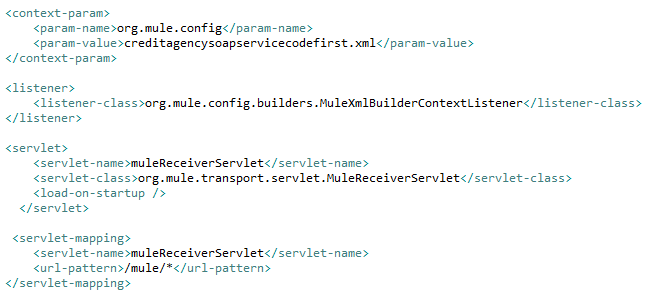 <context-param>
<param-name>org.mule.config</param-name>
<param-value>creditagencysoapservicecodefirst.xml</param-value>
</context-param>
<listener>
<listener-class>org.mule.config.builders.MuleXmlBuilderContextListener</listener-class>
</listener>
<servlet>
<servlet-name>muleReceiverServlet</servlet-name>
<servlet-class>org.mule.transport.servlet.MuleReceiverServlet</servlet-class>
<load-on-startup />
</servlet>
<servlet-mapping>
<servlet-name>muleReceiverServlet</servlet-name>
<url-pattern>/mule/*</url-pattern>
</servlet-mapping>